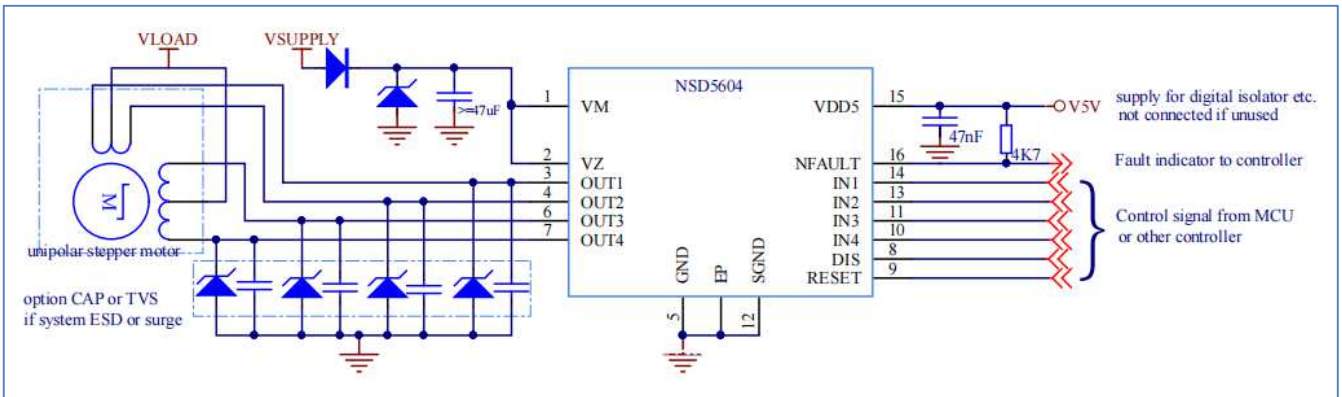 VLOAD
VSUPPLY
NSD5604
>=47uF
1
VM
2
VZ
3
OUT1
4
OUT2
6
OUT3
7
OUT4
VDD5
15
NFAULT
16
IN1
14
IN2
13
IN3
11
IN4
10
DIS
8
RESET
9
GND
EP
SGND
5
12
47nF
4K7
V5V
supply for digital isolator etc.
not connected if unused
Fault indicator to controller
Control signal from MCU
or other controller
M
unipolar stepper motor
option CAP or TVS
if system ESD or surge